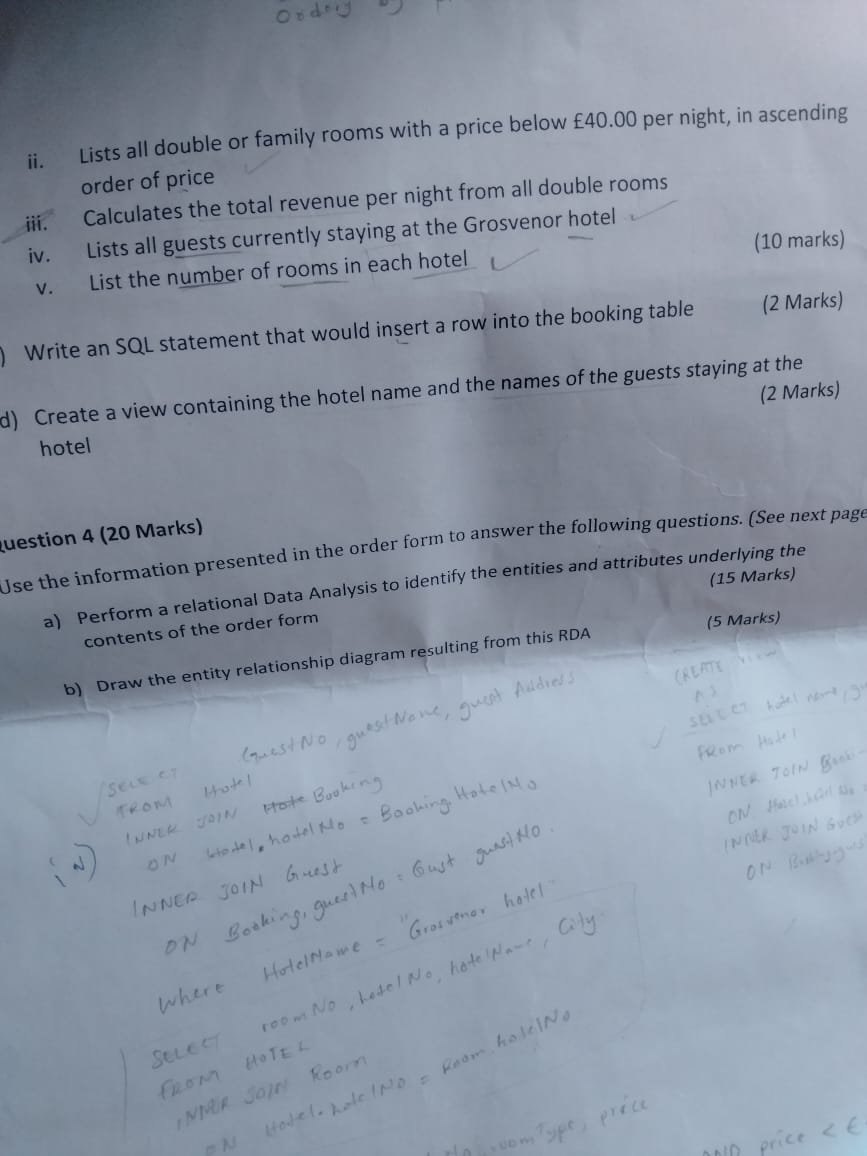 ii. Lists all double or family rooms with a price below £40.00 per night, in ascending
order of price
iii. Calculates the total revenue per night from all double rooms
iv. Lists all guests currently staying at the Grosvenor hotel
v. List the number of rooms in each hotel
(10 marks)
) Write an SQL statement that would insert a row into the booking table (2 Marks)
d) Create a view containing the hotel name and the names of the guests staying at the
hotel (2 Marks)
uestion 4 (20 Marks)
Use the information presented in the order form to answer the following questions. (See next page
a) Perform a relational Data Analysis to identify the entities and attributes underlying the
contents of the order form (15 Marks)
b) Draw the entity relationship diagram resulting from this RDA (5 Marks)
SELECT GuestNo, guestName, guest Address
FROM Hotel
INNER JOIN Booking
ON Hotel.hotelNo = Booking.HotelNo
INNER JOIN Guest
ON Booking.guestNo = Gust guestNo.
Where HotelName = "Grosvenor hotel"
SELECT roomNo, hotelNo, hotelName, City
FROM HOTEL
INNER JOIN Room
ON Hotel.hotelNo = Room.hotelNo
roomType, price
AND price < £
CREATE view
AS
SELECT hotel name,
FROM Hotel
INNER JOIN
ON
INNER JOIN
ON